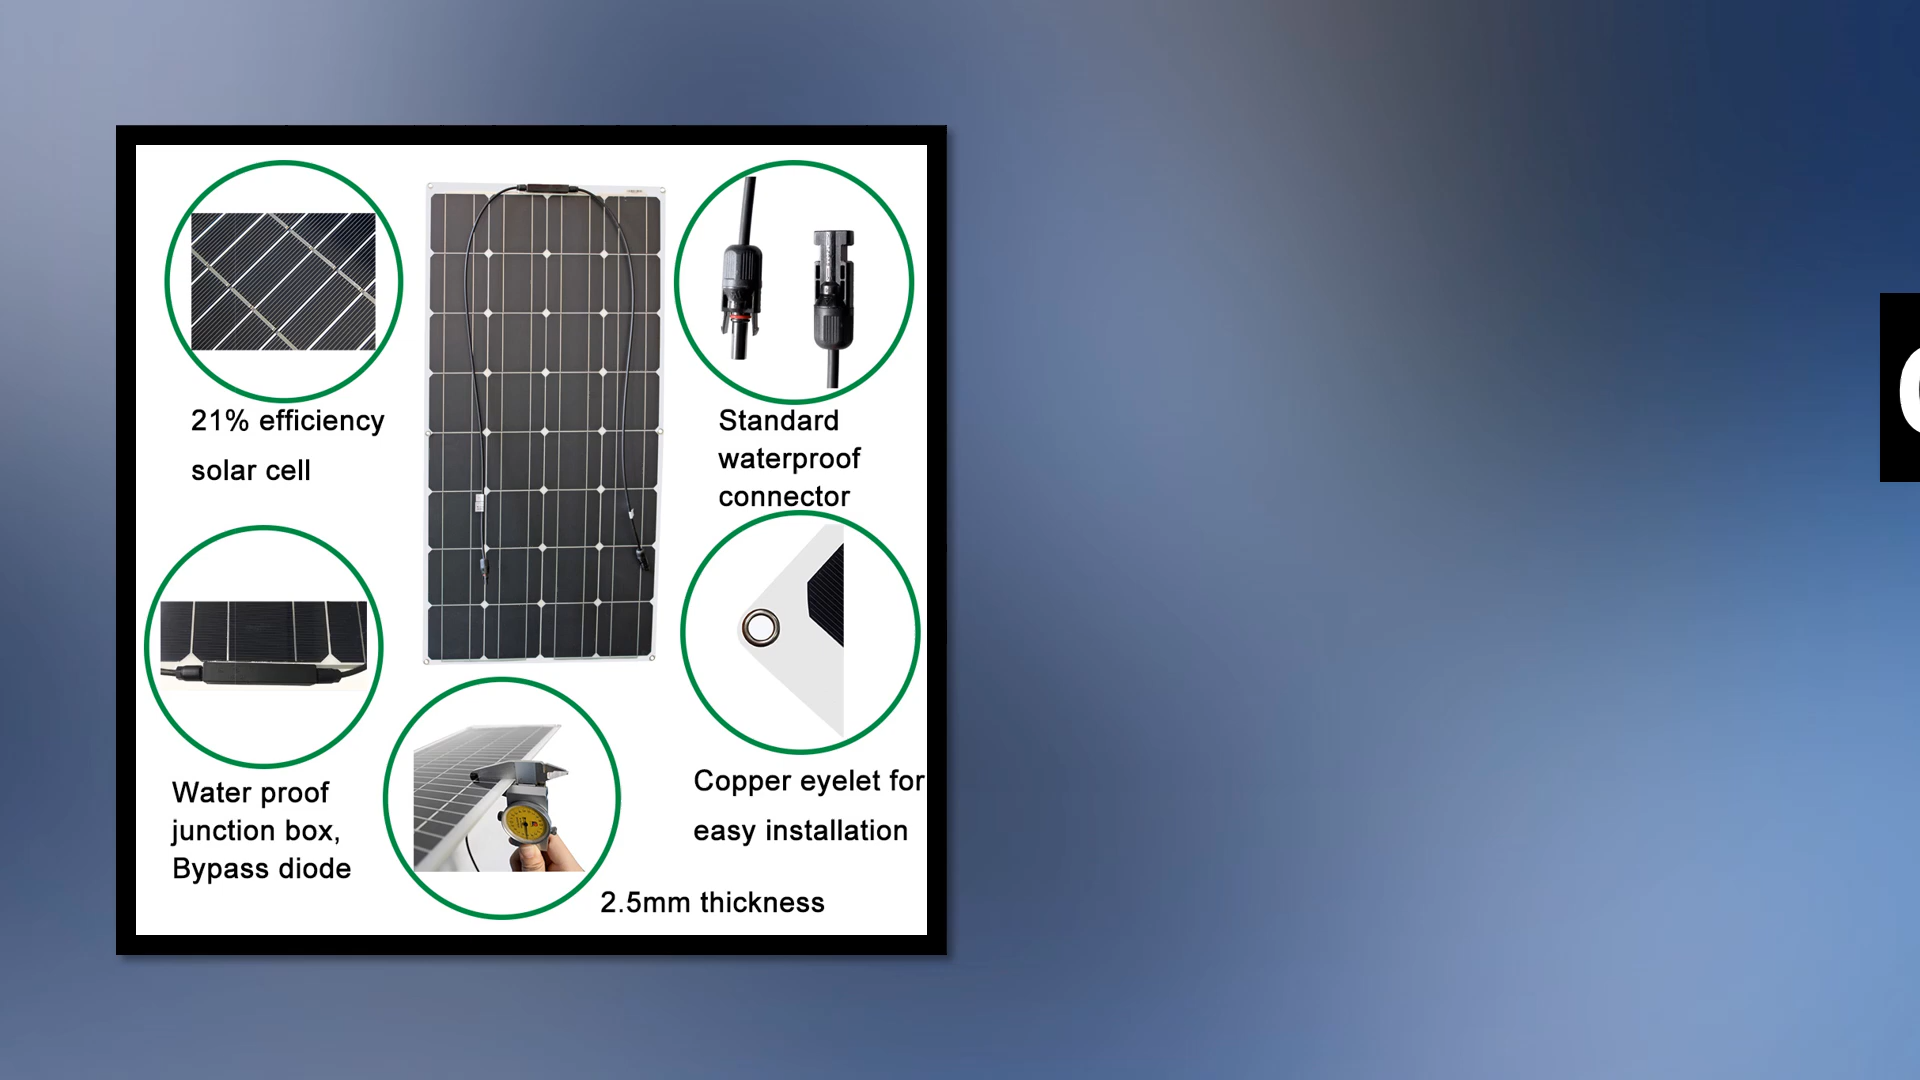 21% efficiency
solar cell
Standard
waterproof
connector
Water proof
junction box,
Bypass diode
Copper eyelet for
easy installation
2.5mm thickness